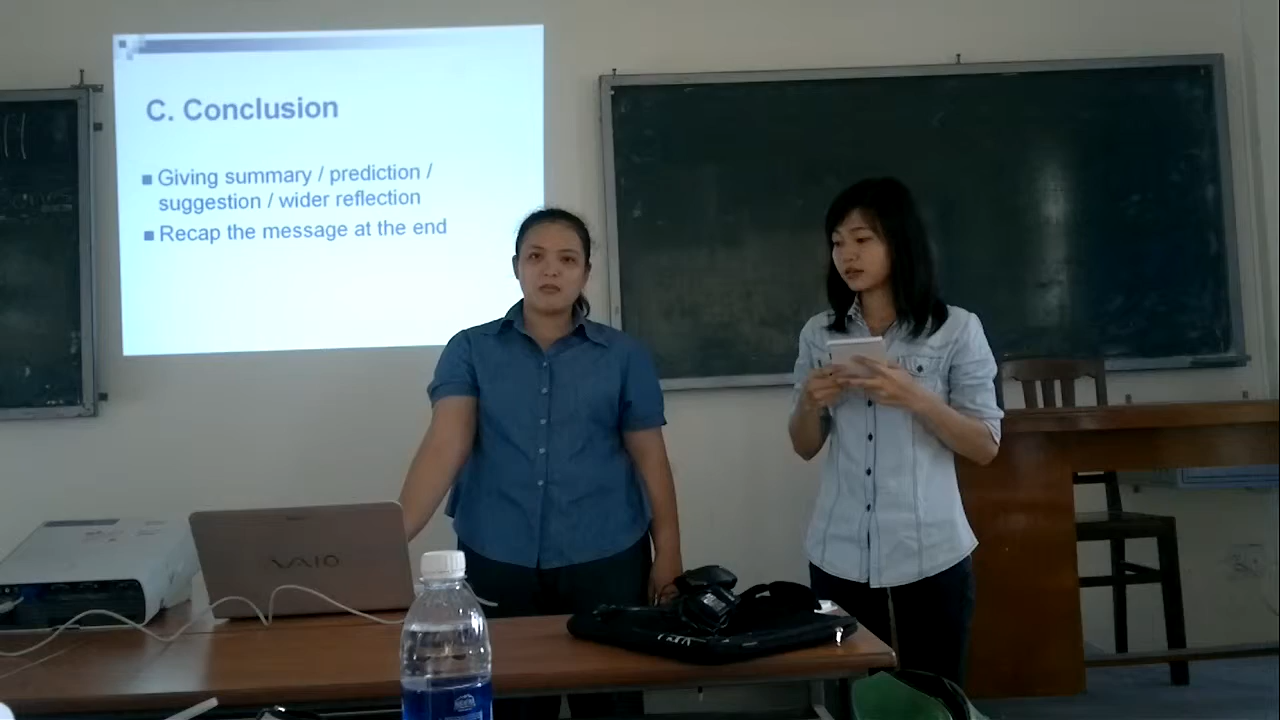 C. Conclusion
Giving summary / prediction /
suggestion / wider reflection
Recap the message at the end
VAIO